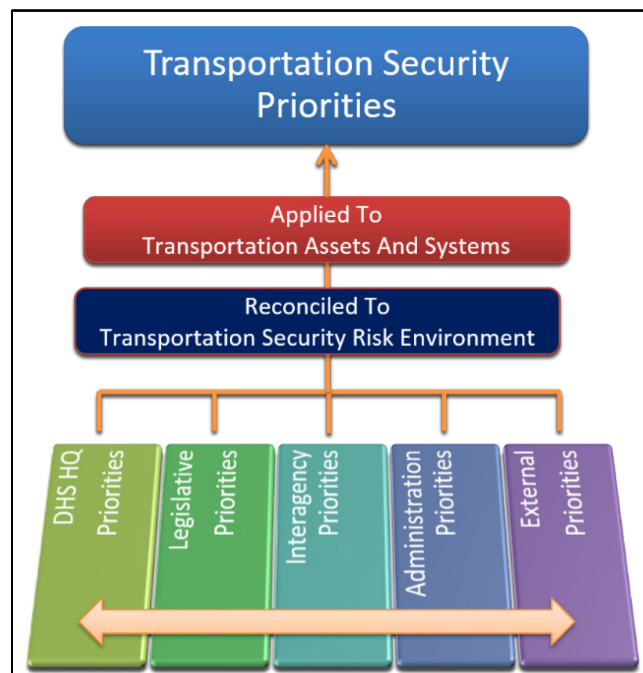 Transportation Security
Priorities
Applied To
Transportation Assets And Systems
Reconciled To
Transportation Security Risk Environment
DHS HQ
Priorities
Legislative
Priorities
Interagency
Priorities
Administration
Priorities
External
Priorities